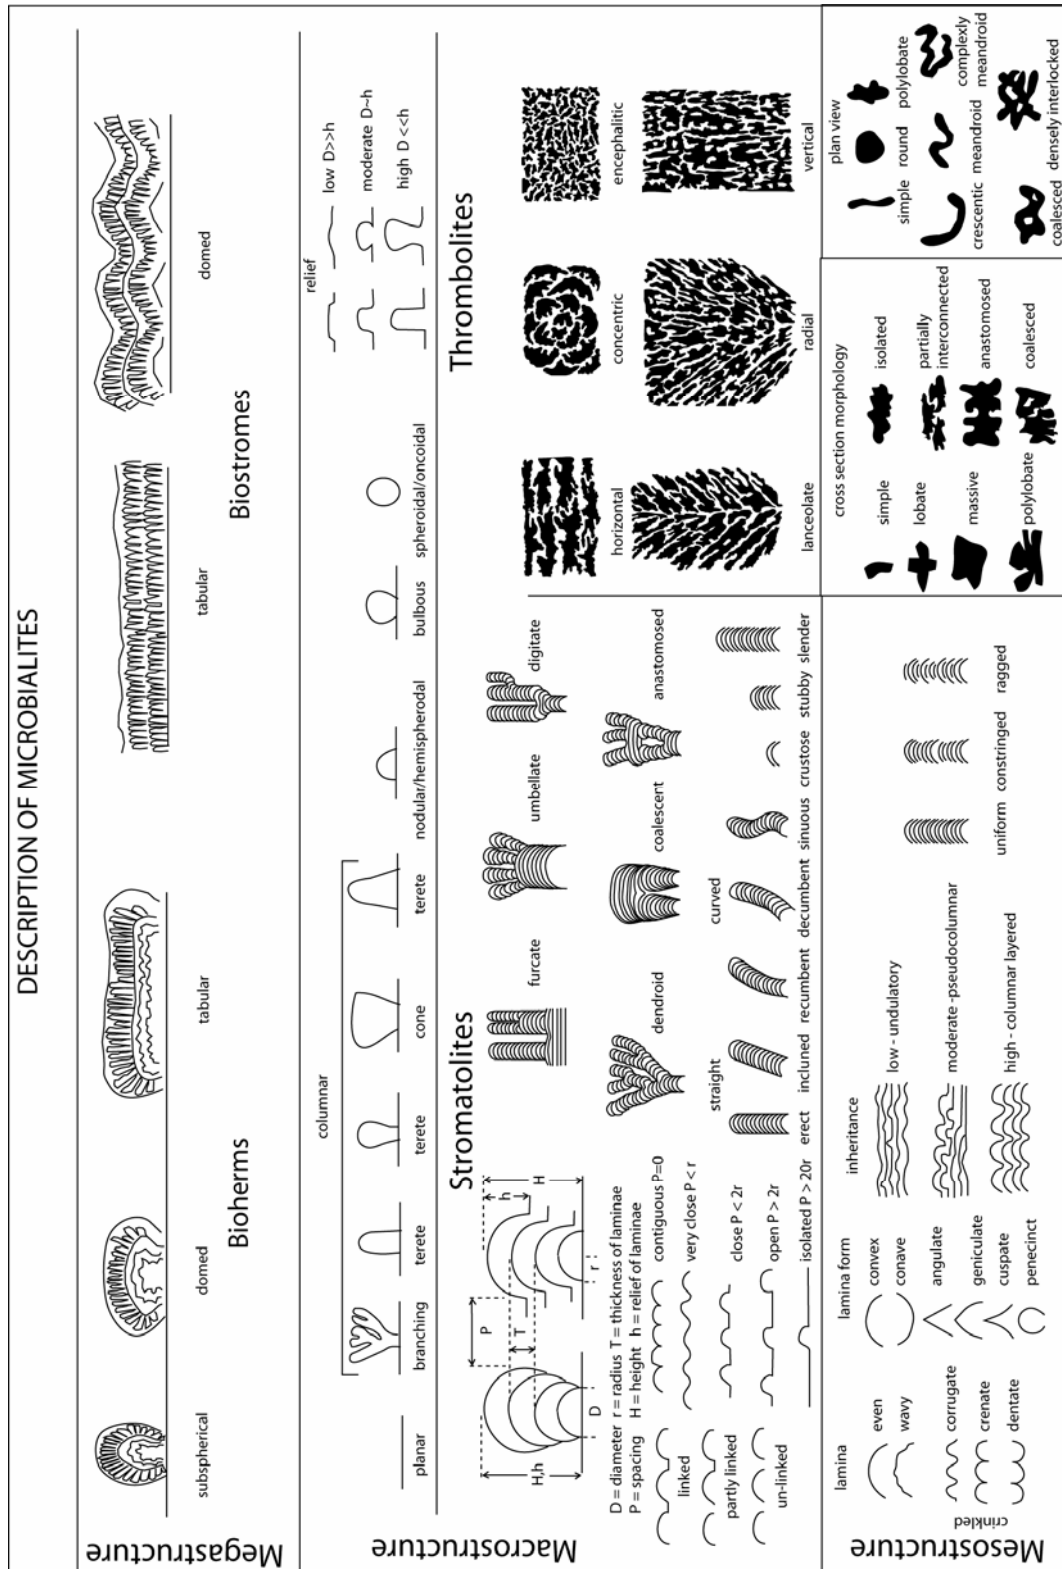 DESCRIPTION OF MICROBIALITES
Megastructure
subspherical
domed
tabular
tabular
domed
Bioherms
Biostromes
Macrostructure
columnar
relief
low D>>h
moderate D~h
high D<<h
planar
branching
terete
terete
cone
terete
nodular/hemispherodal
bulbous
spheroidal/oncoidal
Stromatolites
H,h
D
P
T
r
h
H
D = diameter r = radius T = thickness of laminae
P = spacing H = height h = relief of laminae
linked
partly linked
un-linked
contiguous P=0
very close P < r
close P < 2r
open P > 2r
isolated P > 20r
furcate
umbellate
digitate
dendroid
coalescent
anastomosed
straight
curved
erect
inclined
recumbent
decumbent
sinuous
crustose
stubby
slender
Thrombolites
horizontal
concentric
encephalitic
lanceolate
radial
vertical
Mesostructure
lamina
even
wavy
crinkled
corrugate
crenate
dentate
lamina form
convex
conave
angulate
geniculate
cuspate
penecinct
inheritance
low - undulatory
moderate -pseudocolumnar
high - columnar layered
uniform
constringed
ragged
cross section morphology
simple
isolated
lobate
partially
interconnected
massive
anastomosed
polylobate
coalesced
plan view
simple
round
polylobate
crescentic
meandroid
complexly
meandroid
coalesced
densely interlocked